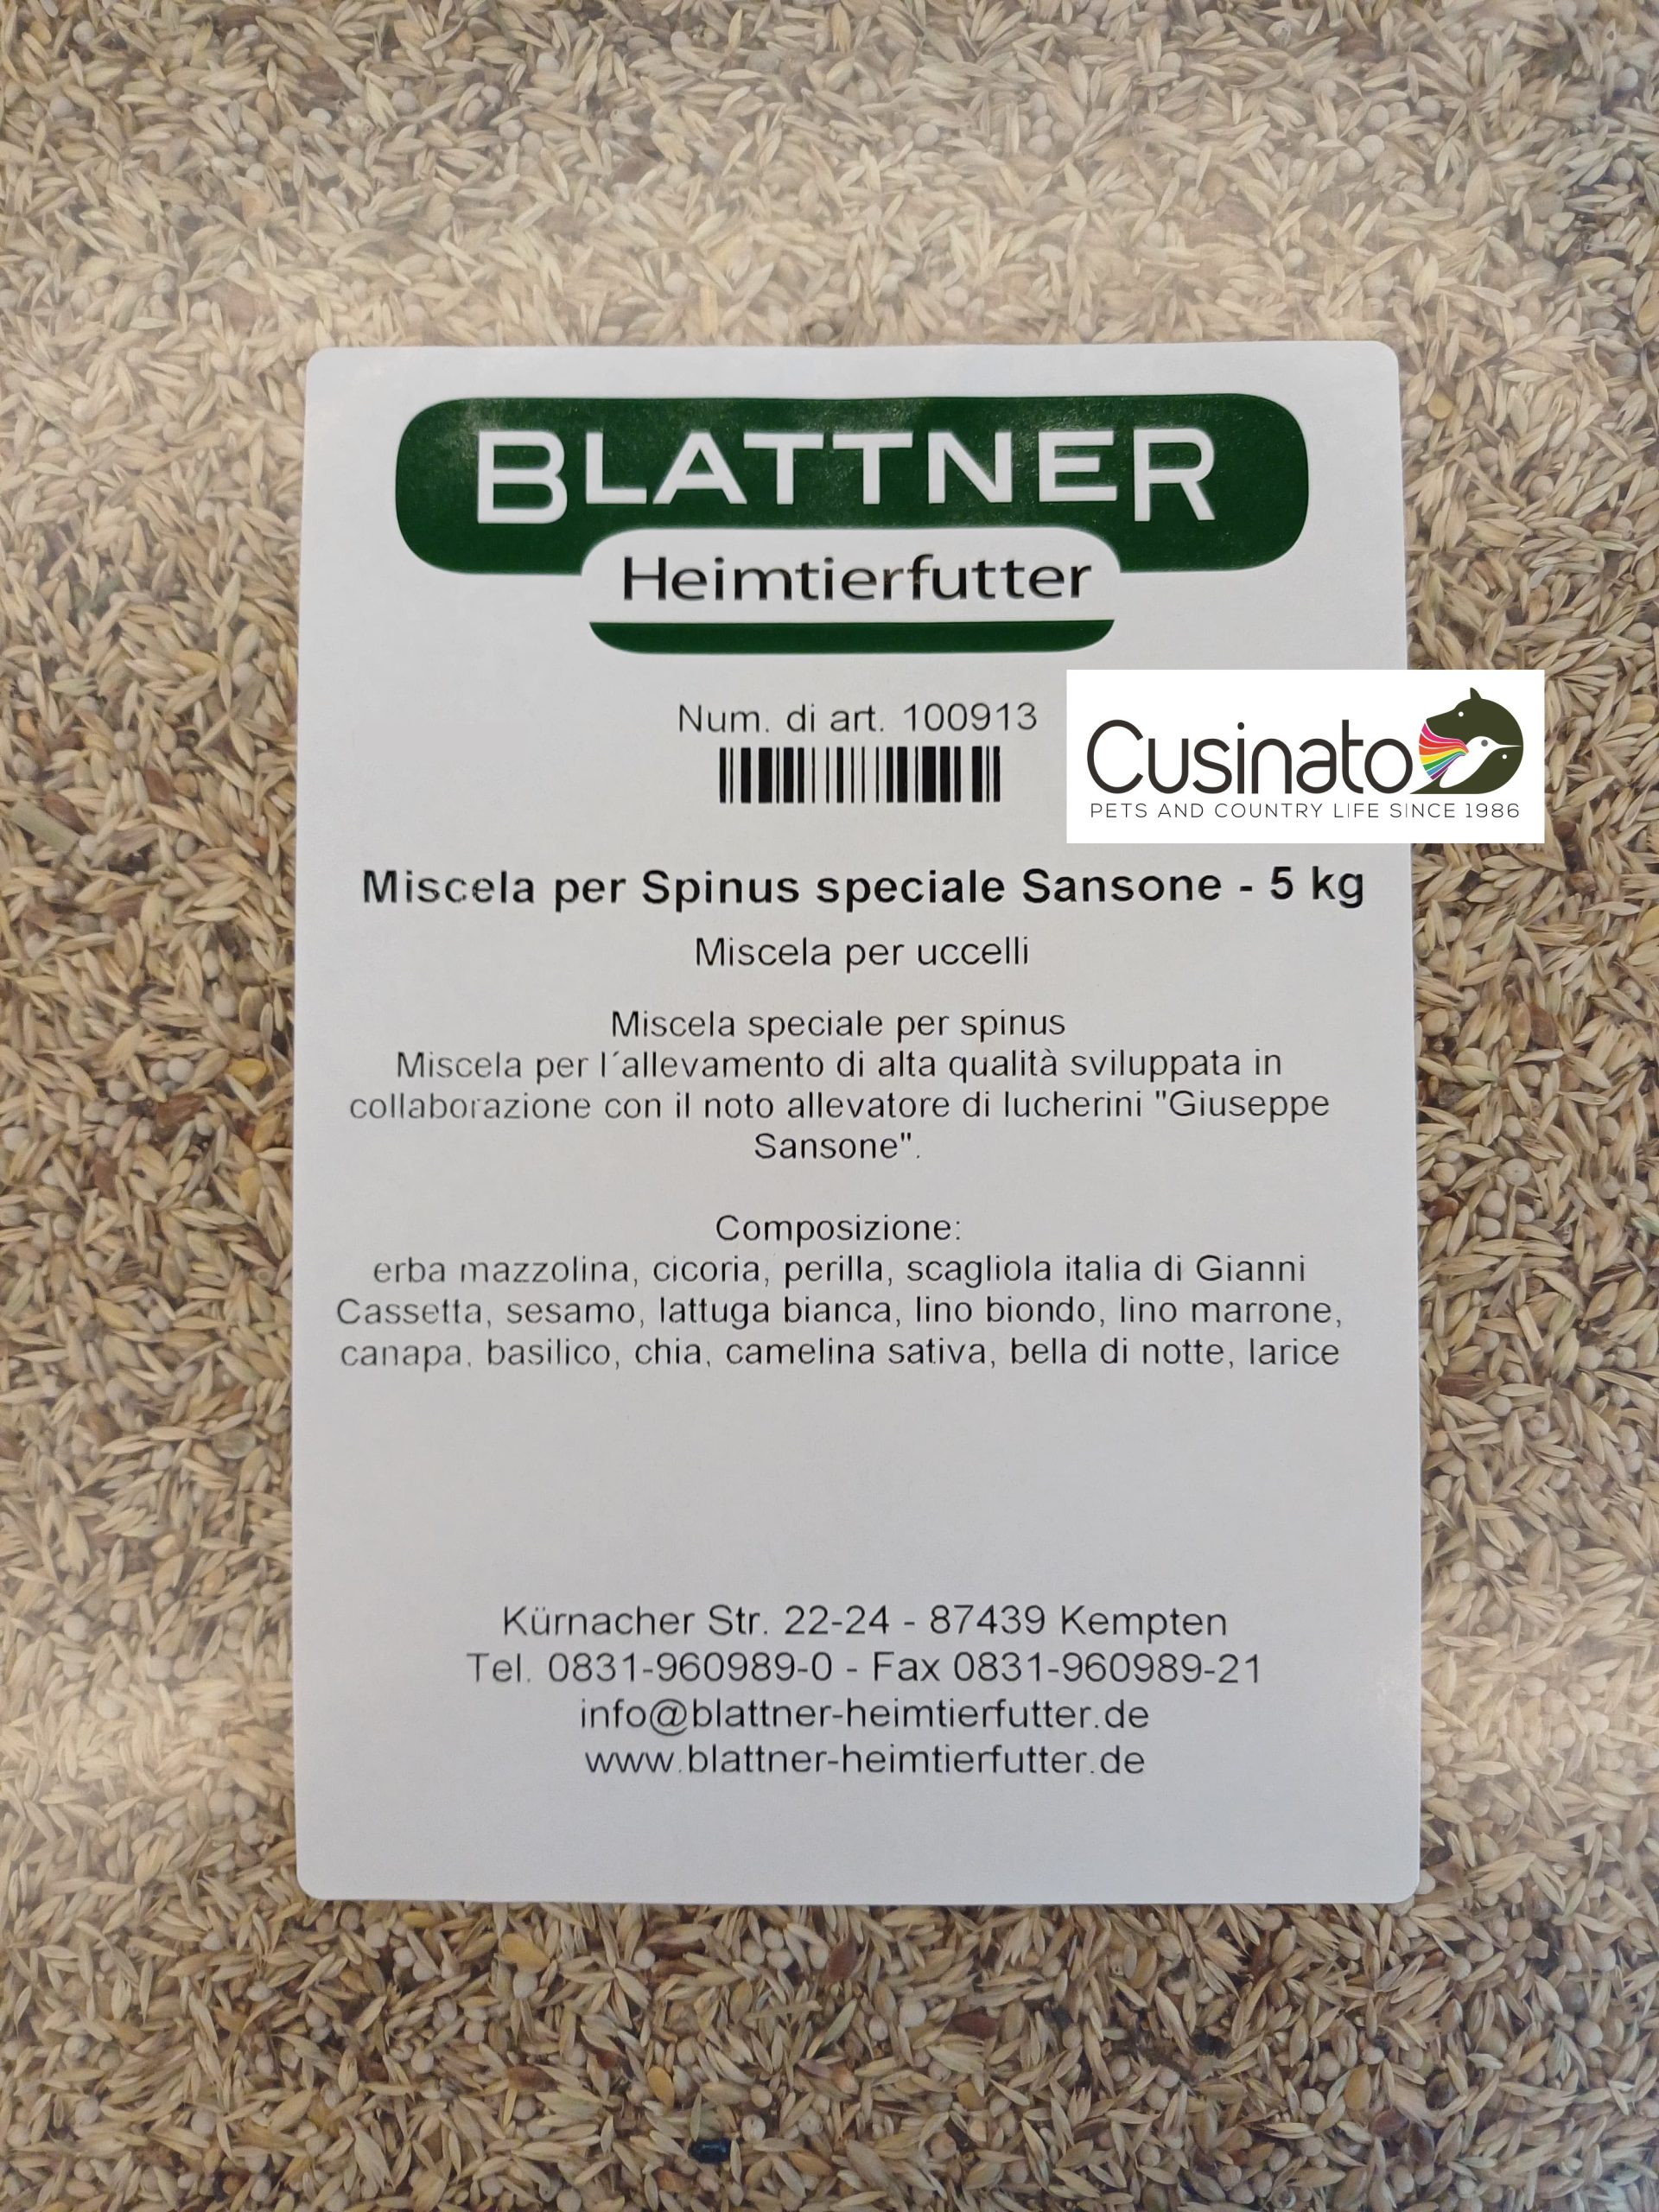 BLATTNER
Heimtierfutter
Num. di art. 100913
Cusinato
PETS AND COUNTRY LIFE SINCE 1986
Miscela per Spinus speciale Sansone - 5 kg
Miscela per uccelli
Miscela speciale per spinus
Miscela per l´allevamento di alta qualità sviluppata in
collaborazione con il noto allevatore di lucherini "Giuseppe
Sansone".
Composizione:
erba mazzolina, cicoria, perilla, scagliola italia di Gianni
Cassetta, sesamo, lattuga bianca, lino biondo, lino marrone,
canapa, basilico, chia, camelina sativa, bella di notte, larice
Kürnacher Str. 22-24 - 87439 Kempten
Tel. 0831-960989-0 - Fax 0831-960989-21
info@blattner-heimtierfutter.de
www.blattner-heimtierfutter.de